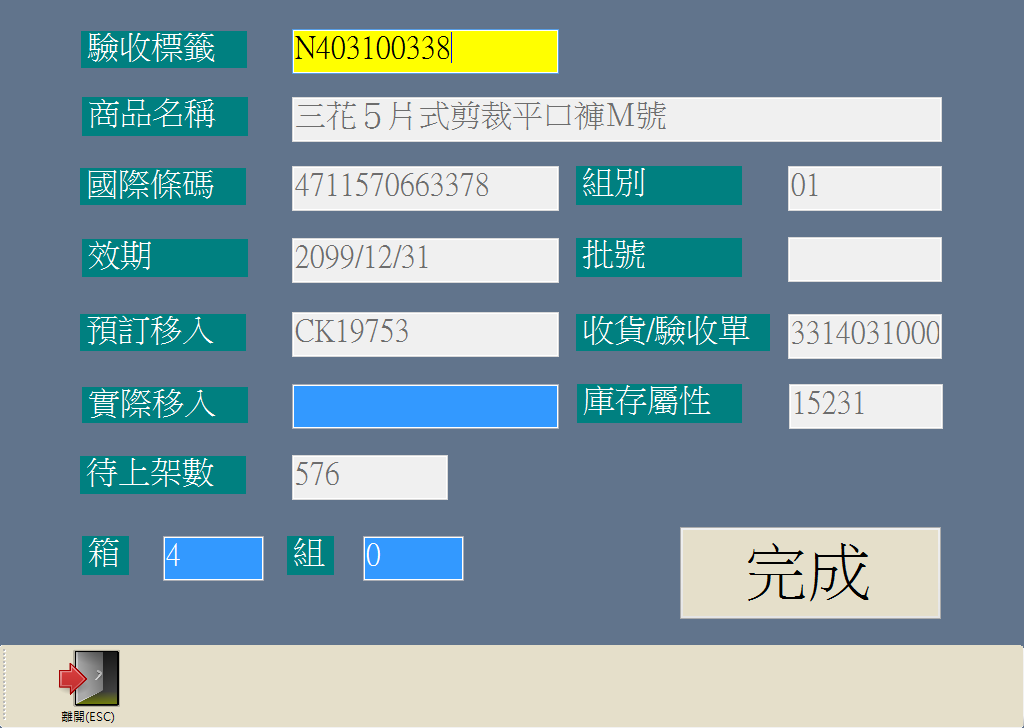 驗收標籤 N403100338
商品名稱 三花５片式剪裁平口褲M號
國際條碼 4711570663378 組別 01
效期 2099/12/31 批號
預訂移入 CK19753 收貨/驗收單 3314031000
實際移入 庫存屬性 15231
待上架數 576
箱 4 組 0
完成
離開(ESC)